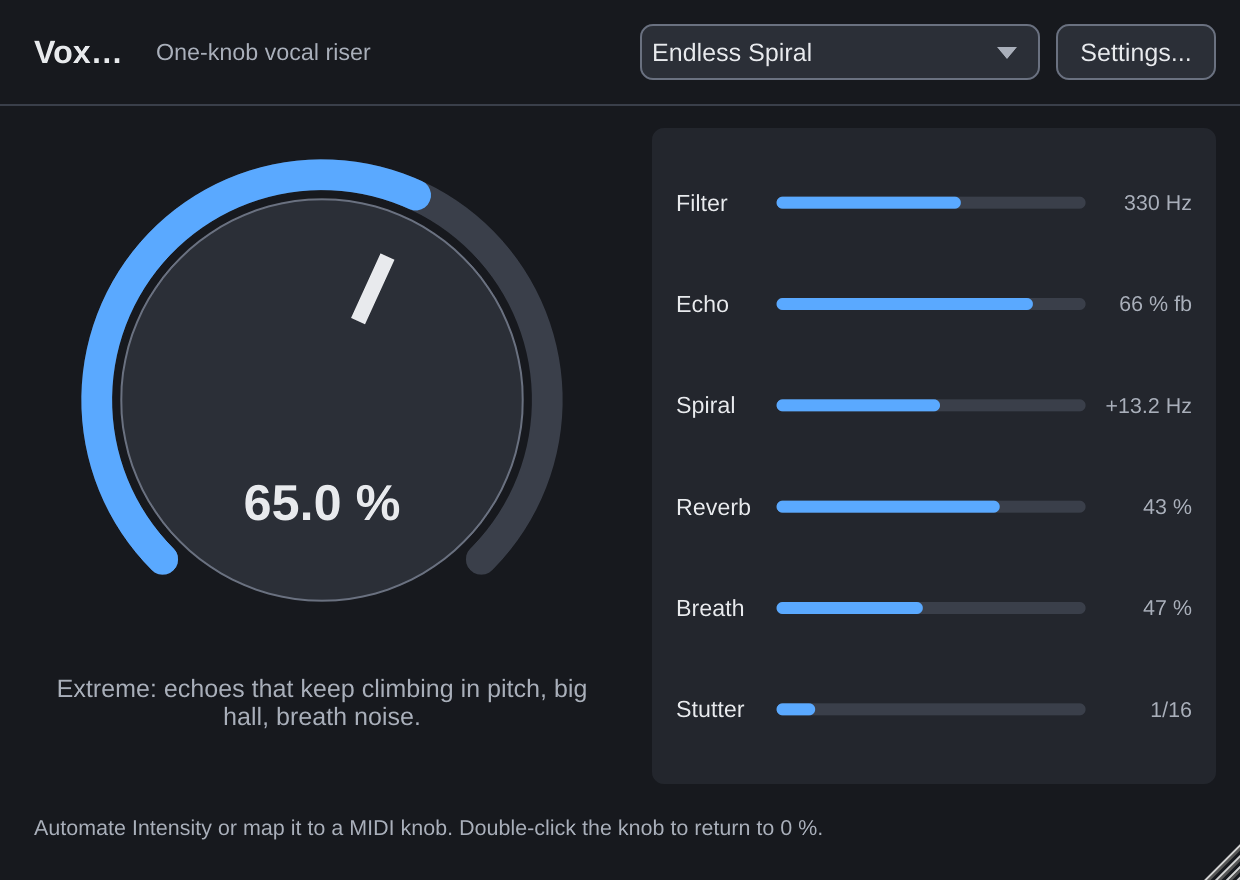 Vox...
One-knob vocal riser
Endless Spiral
Settings...
Filter
330 Hz
Echo
66 % fb
Spiral
+13.2 Hz
Reverb
43 %
Breath
47 %
Stutter
1/16
65.0 %
Extreme: echoes that keep climbing in pitch, big
hall, breath noise.
Automate Intensity or map it to a MIDI knob. Double-click the knob to return to 0 %.